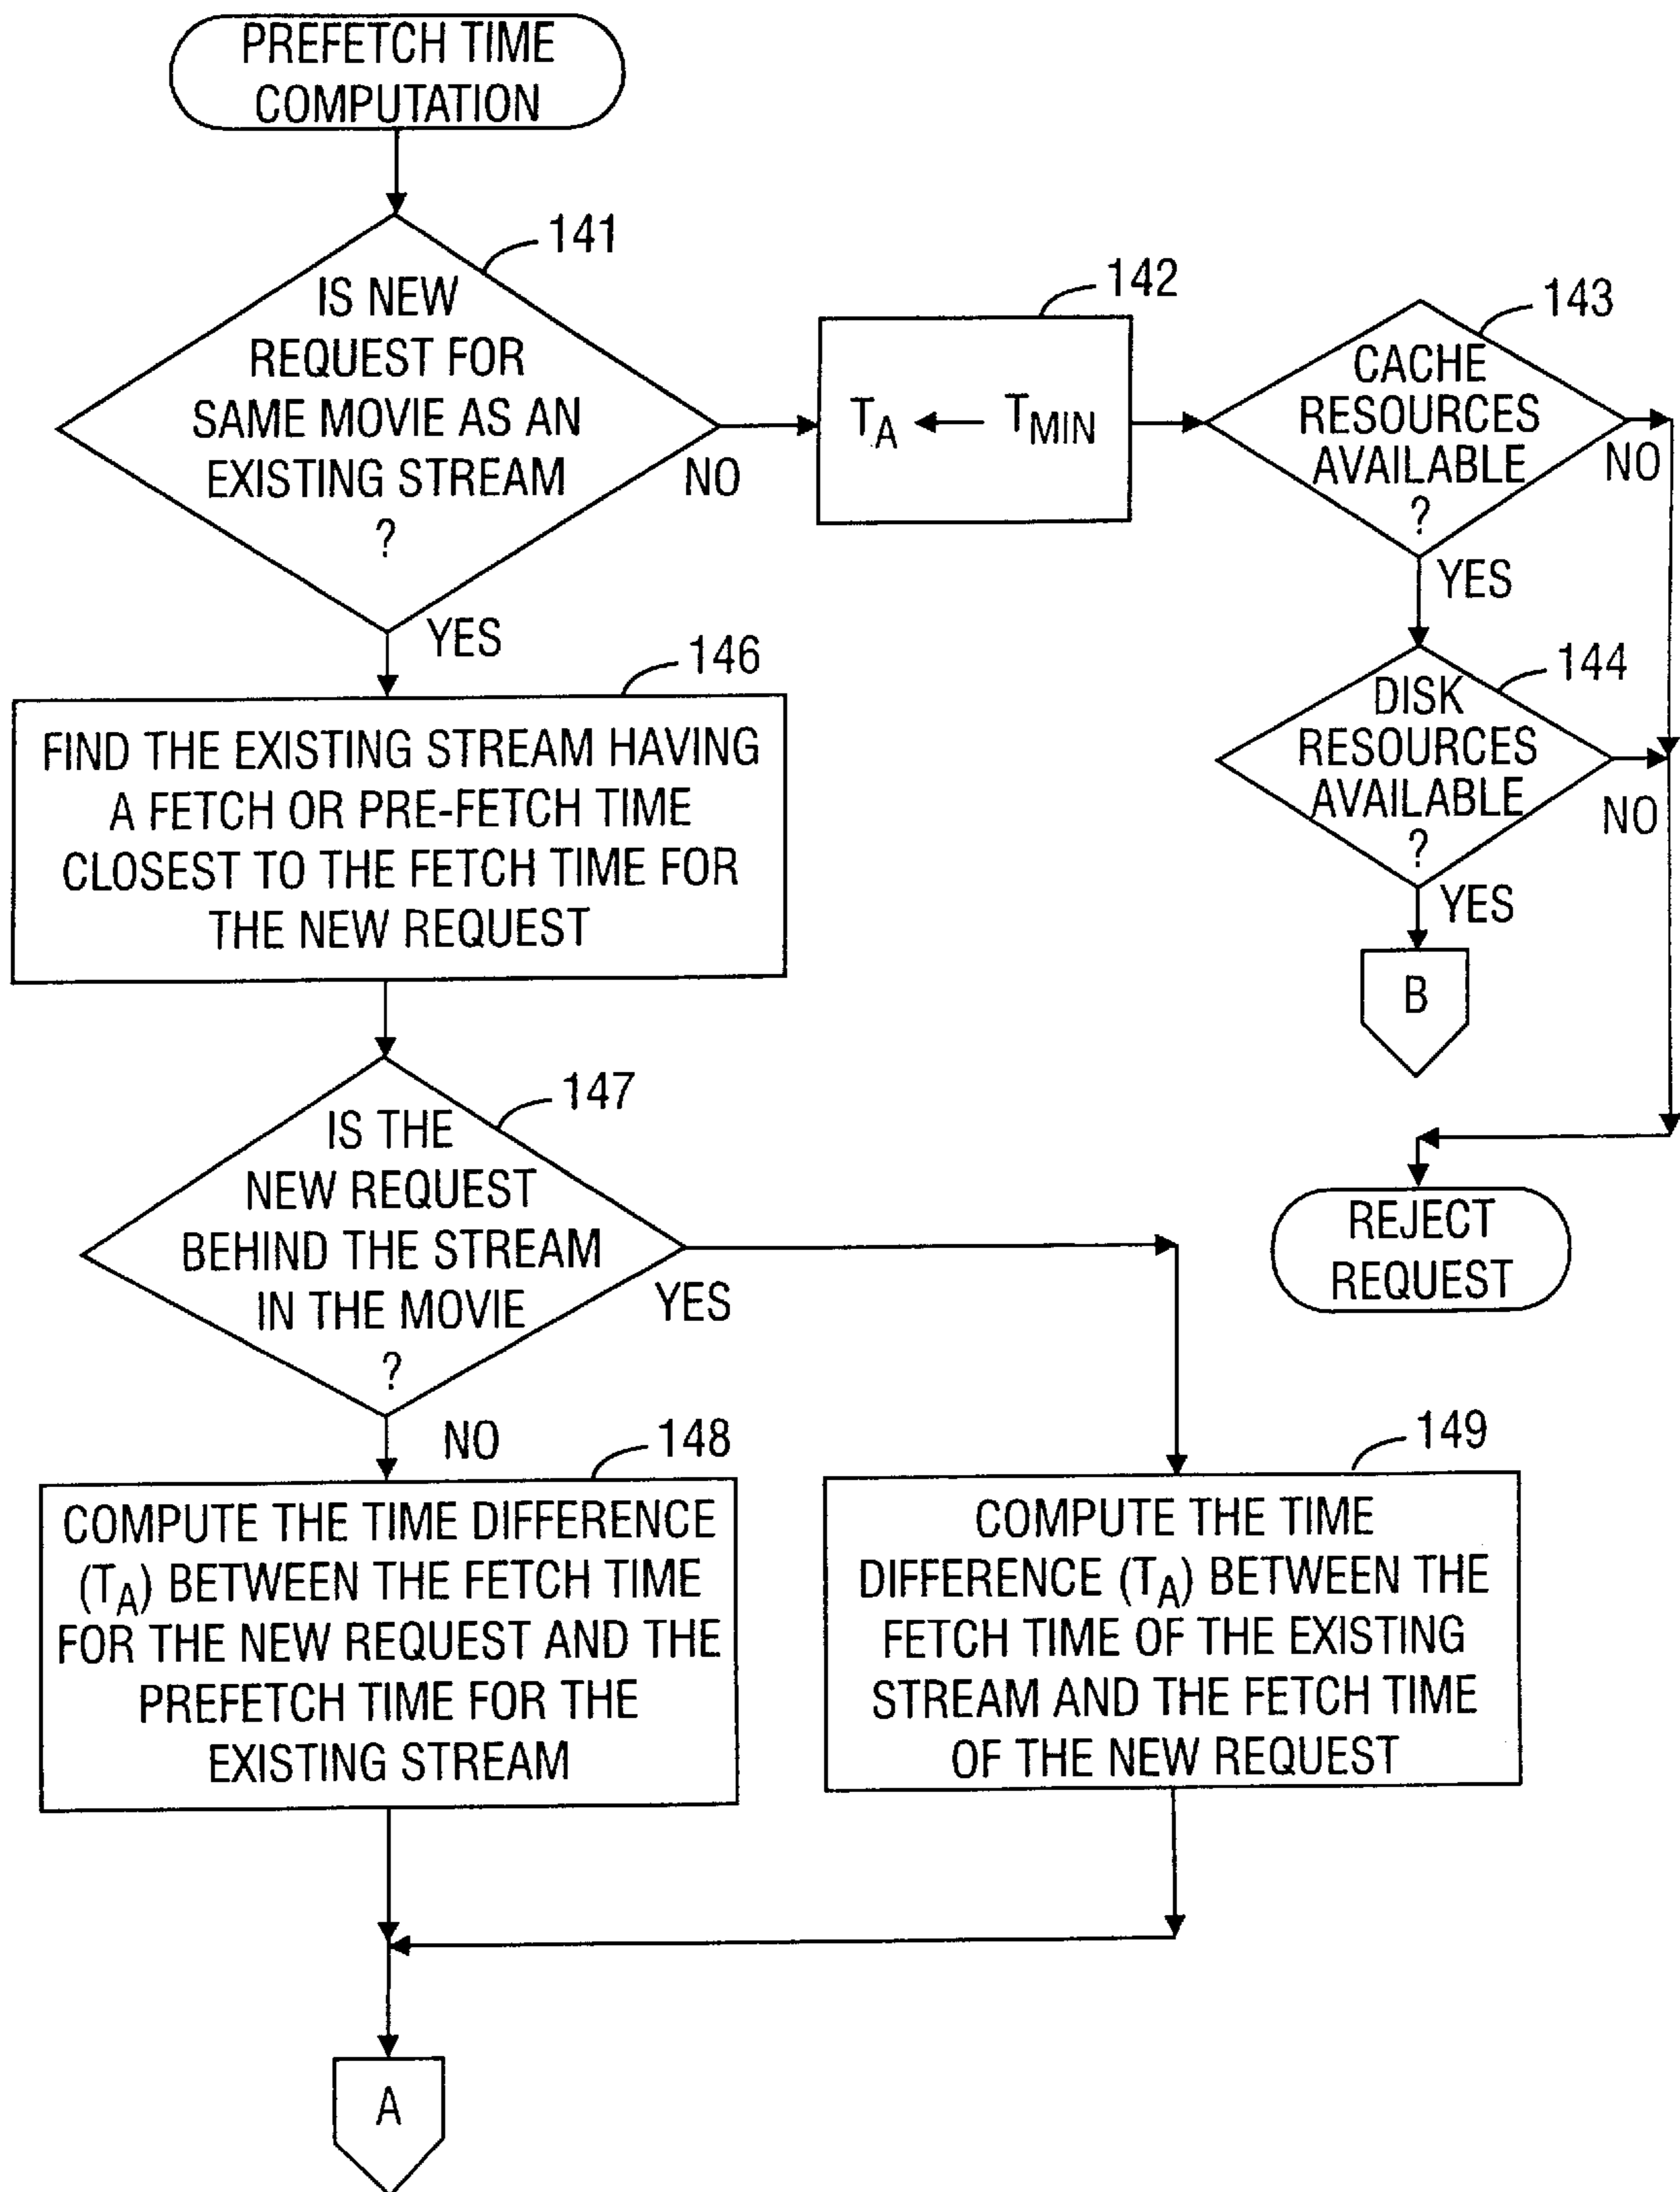 PREFETCH TIME
COMPUTATION
141
IS NEW
REQUEST FOR
SAME MOVIE AS AN
EXISTING STREAM
?
NO
YES
142
T_A ← T_MIN
143
CACHE
RESOURCES
AVAILABLE
?
NO
YES
144
DISK
RESOURCES
AVAILABLE
?
NO
YES
B
REJECT
REQUEST
146
FIND THE EXISTING STREAM HAVING
A FETCH OR PRE-FETCH TIME
CLOSEST TO THE FETCH TIME FOR
THE NEW REQUEST
147
IS THE
NEW REQUEST
BEHIND THE STREAM
IN THE MOVIE
?
YES
NO
148
COMPUTE THE TIME DIFFERENCE
(T_A) BETWEEN THE FETCH TIME
FOR THE NEW REQUEST AND THE
PREFETCH TIME FOR THE
EXISTING STREAM
149
COMPUTE THE TIME
DIFFERENCE (T_A) BETWEEN THE
FETCH TIME OF THE EXISTING
STREAM AND THE FETCH TIME
OF THE NEW REQUEST
A